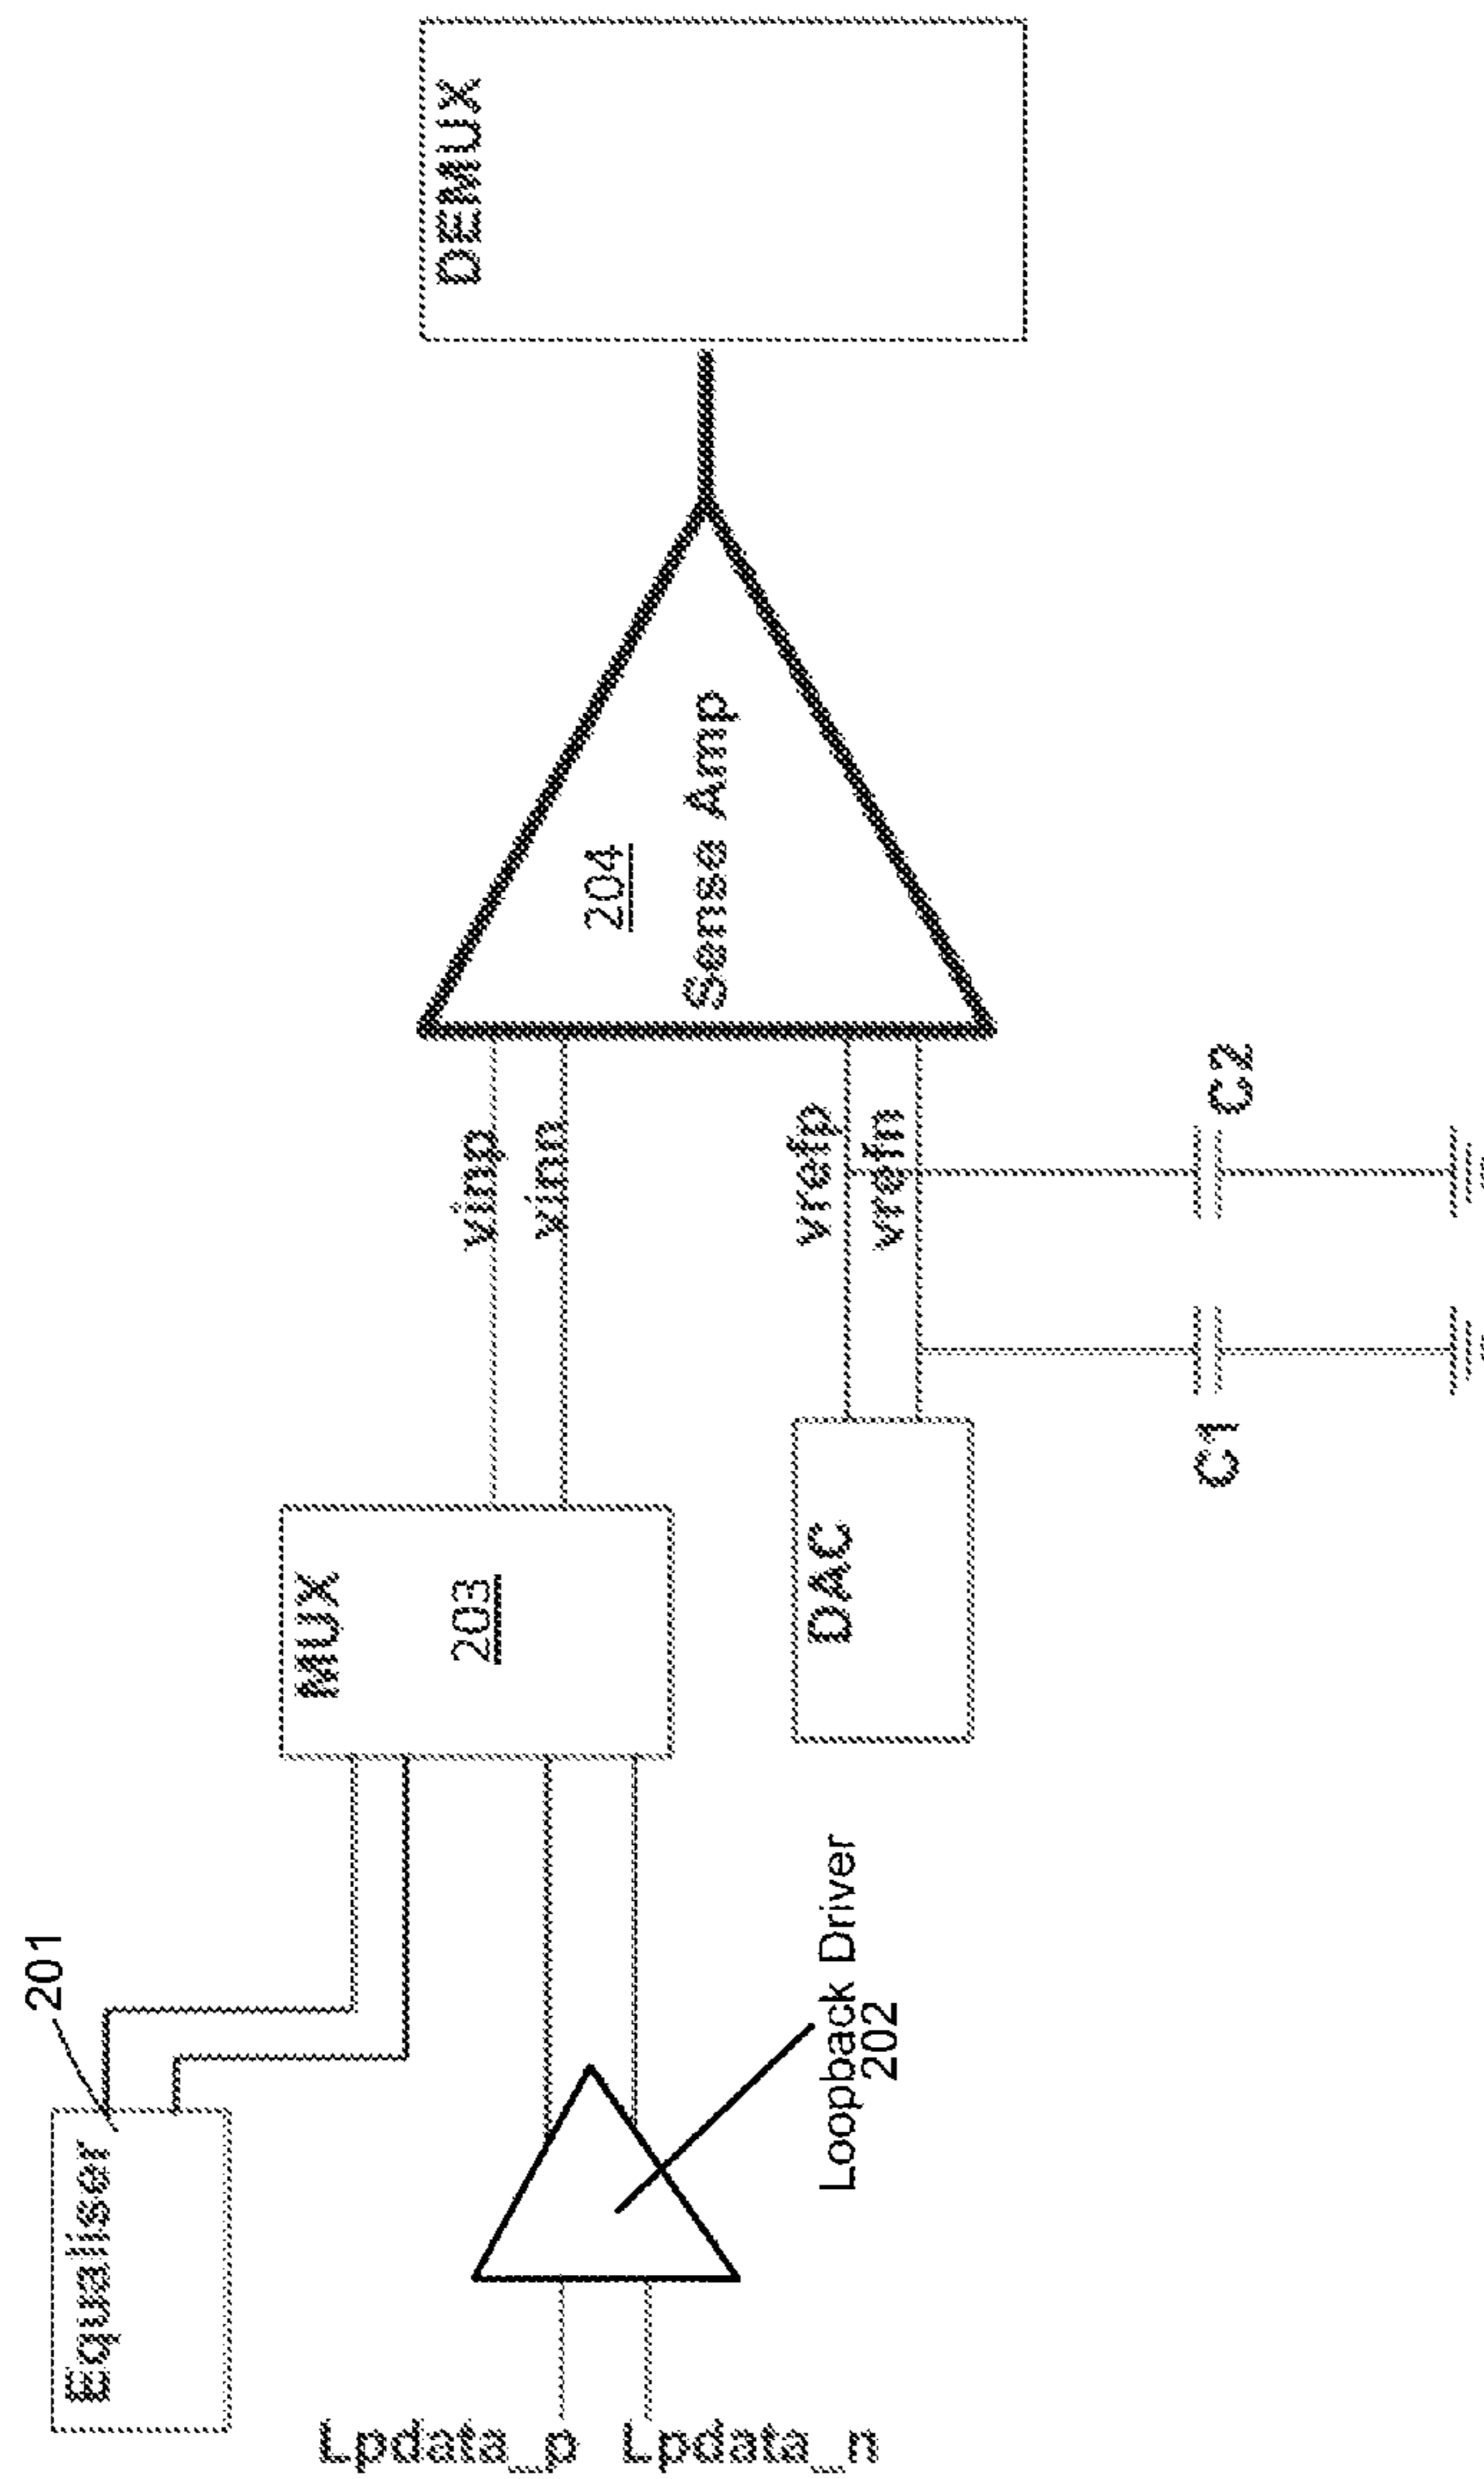 Equaliser
201
Lpdata_p
Lpdata_n
Loopback Driver
202
MUX
203
DAC
vinp
vinn
vrefp
vrefn
C1
C2
204
Sense Amp
DEMUX